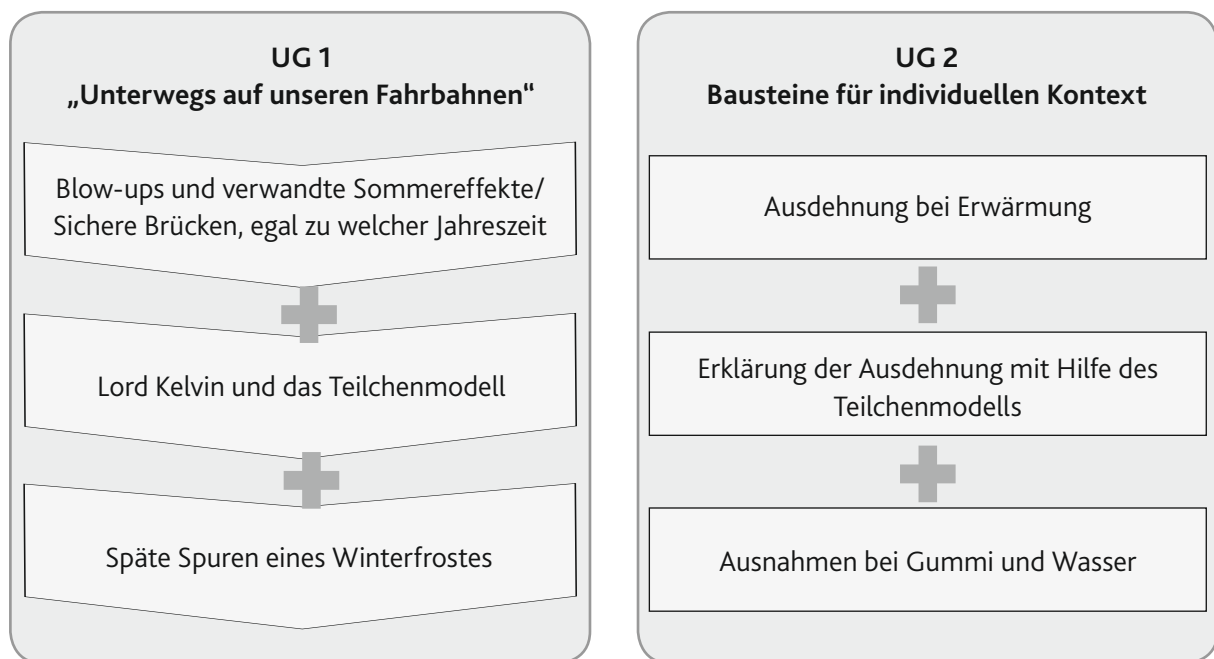 UG 1
„Unterwegs auf unseren Fahrbahnen“
Blow-ups und verwandte Sommereffekte/
Sichere Brücken, egal zu welcher Jahreszeit
Lord Kelvin und das Teilchenmodell
Späte Spuren eines Winterfrostes
UG 2
Bausteine für individuellen Kontext
Ausdehnung bei Erwärmung
Erklärung der Ausdehnung mit Hilfe des
Teilchenmodells
Ausnahmen bei Gummi und Wasser